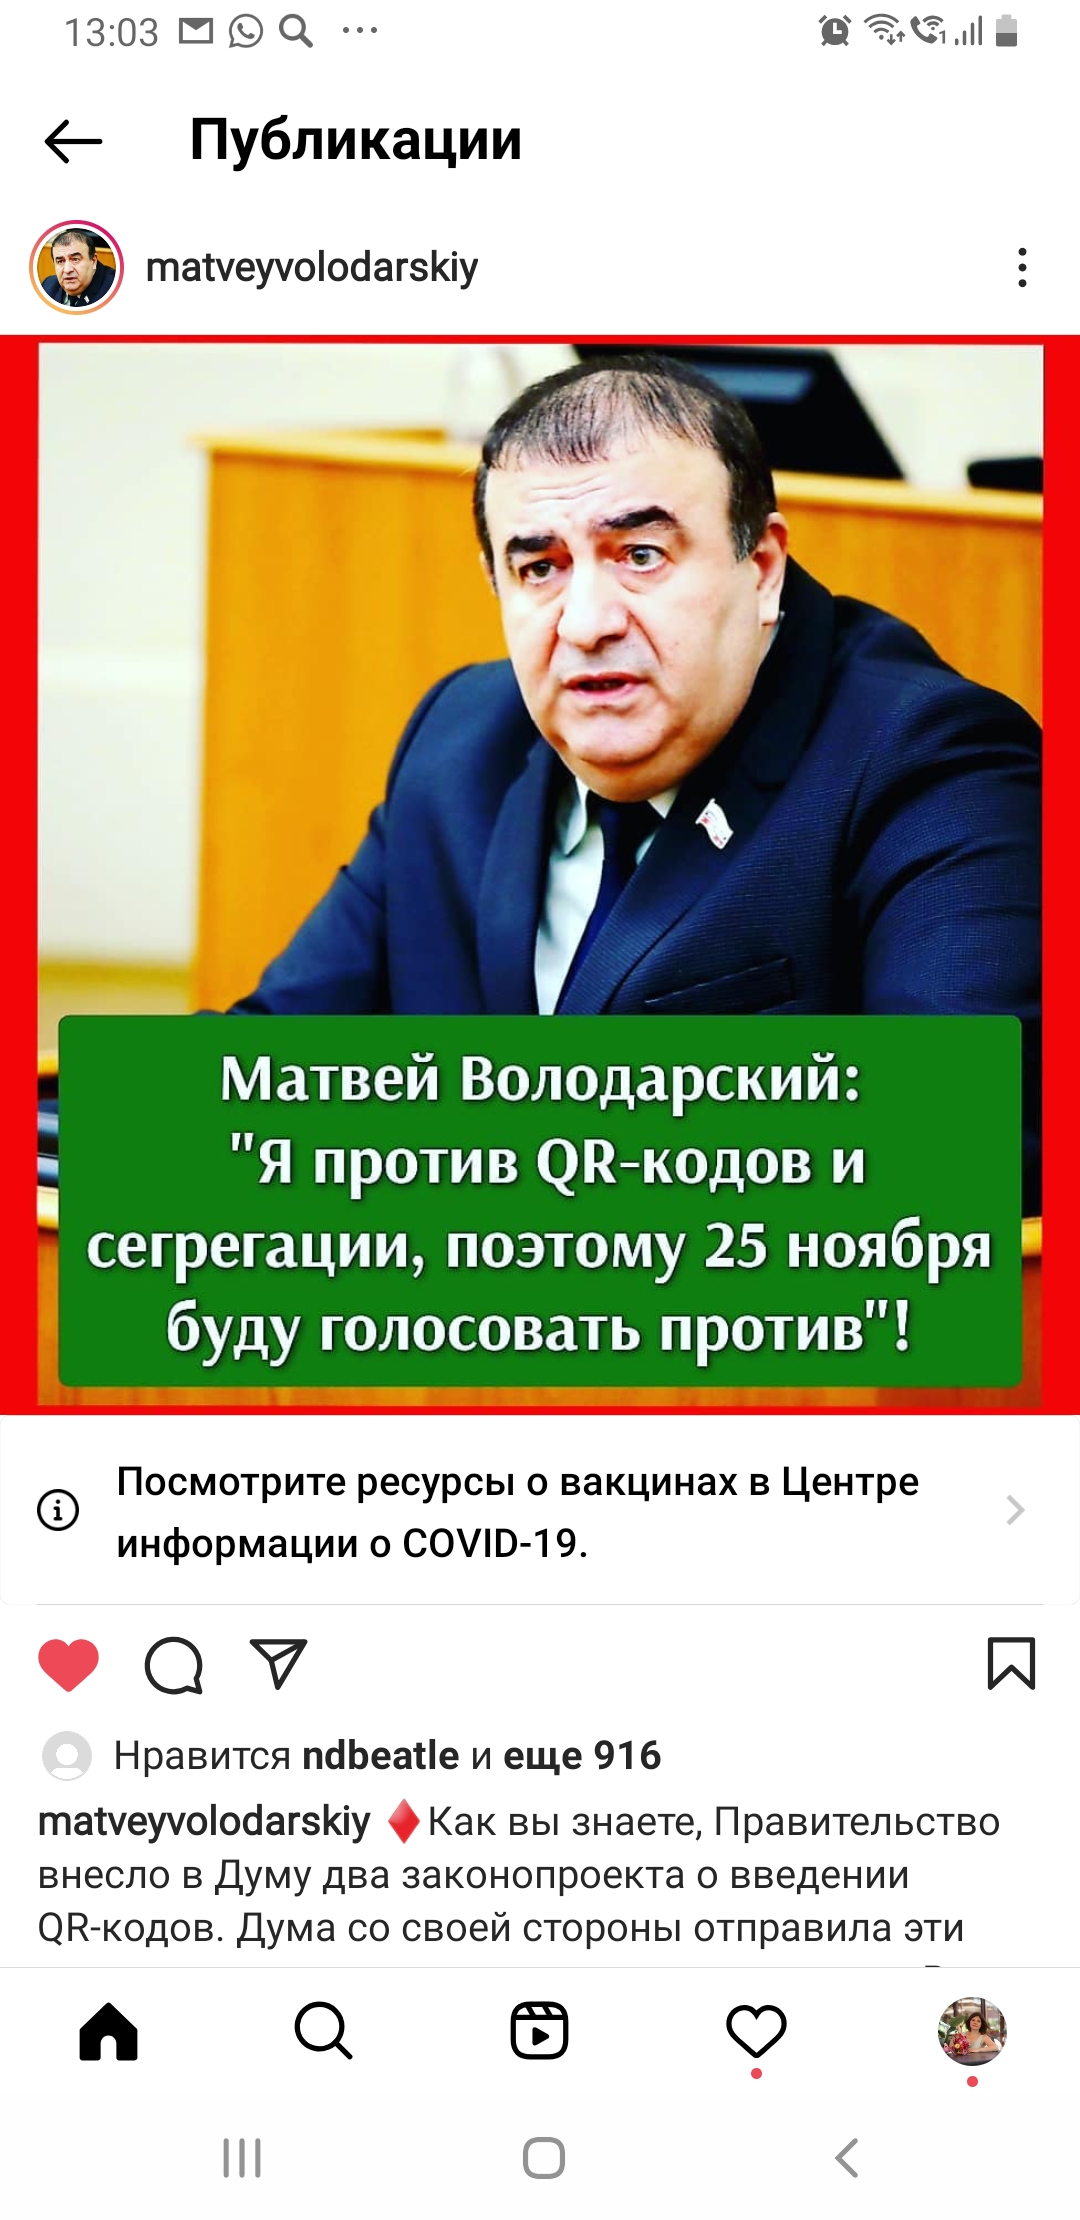 13:03
Публикации
matveyvolodarskiy
Матвей Володарский:
"Я против QR-кодов и
сегрегации, поэтому 25 ноября
буду голосовать против"!
Посмотрите ресурсы о вакцинах в Центре
информации о COVID-19.
Нравится ndbeatle и еще 916
matveyvolodarskiy ♦️Как вы знаете, Правительство
внесло в Думу два законопроекта о введении
QR-кодов. Дума со своей стороны отправила эти